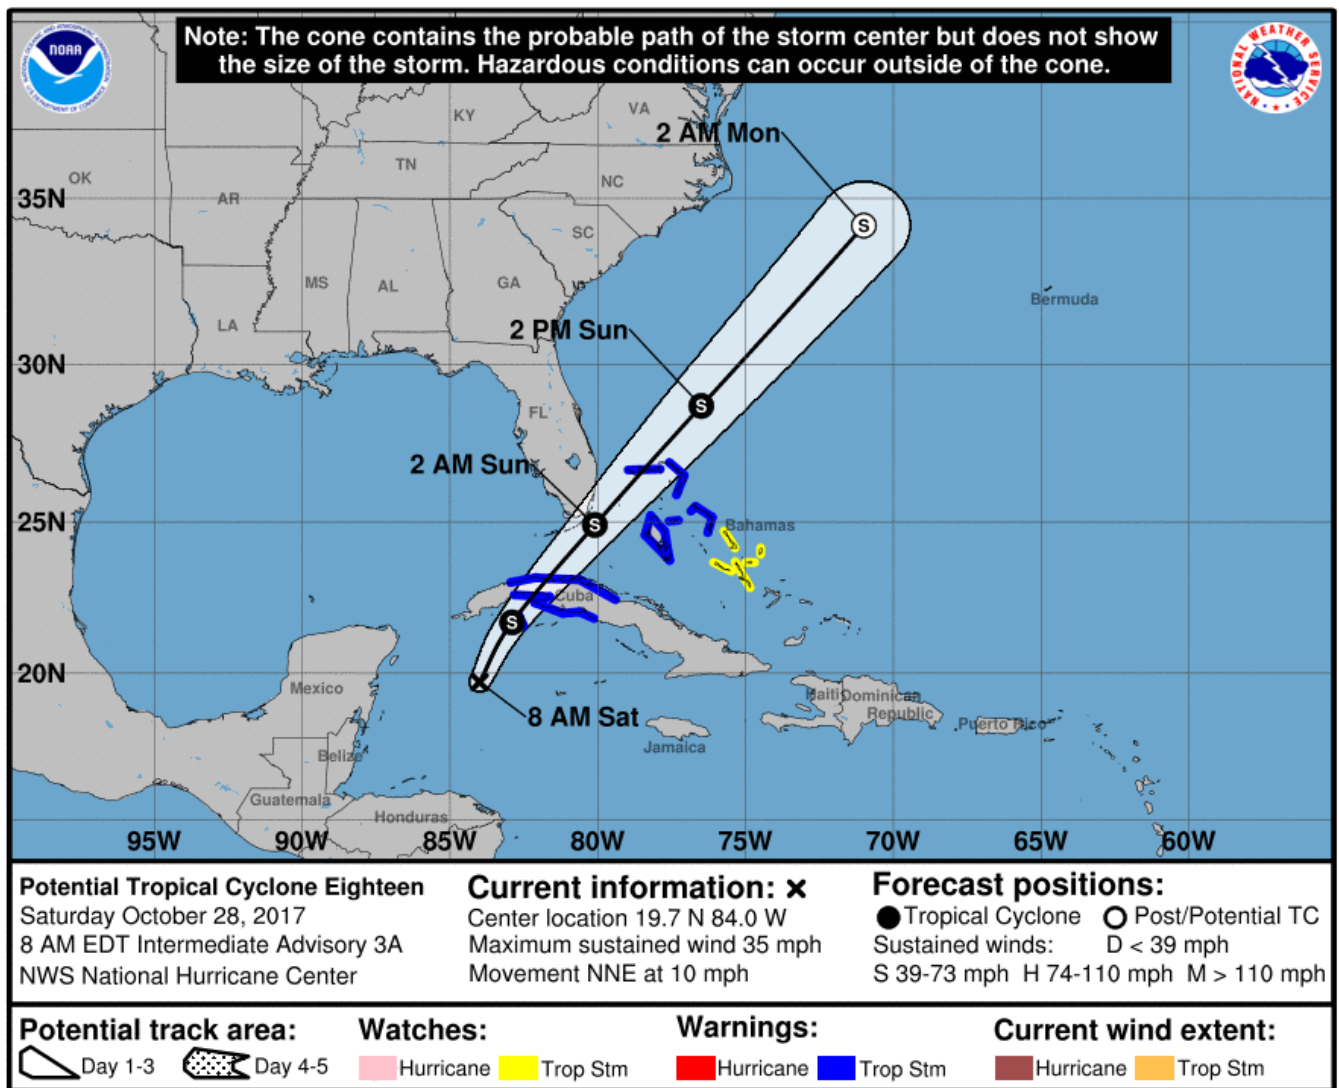 Note: The cone contains the probable path of the storm center but does not show
the size of the storm. Hazardous conditions can occur outside of the cone.
NOAA
NATIONAL WEATHER SERVICE
KY
VA
2 AM Mon
OK
TN
NC
35N
AR
SC
S
MS
AL
GA
Bermuda
LA
2 PM Sun
30N
S
FL
2 AM Sun
25N
S
Bahamas
Cuba
S
20N
Mexico
Haiti
Dominican
Republic
8 AM Sat
Puerto Rico
Jamaica
Belize
Guatemala
Honduras
95W 90W 85W 80W 75W 70W 65W 60W
Potential Tropical Cyclone Eighteen
Saturday October 28, 2017
8 AM EDT Intermediate Advisory 3A
NWS National Hurricane Center
Current information: ×
Center location 19.7 N 84.0 W
Maximum sustained wind 35 mph
Movement NNE at 10 mph
Forecast positions:
Tropical Cyclone Post/Potential TC
Sustained winds: D < 39 mph
S 39-73 mph H 74-110 mph M > 110 mph
Potential track area:
Day 1-3 Day 4-5
Watches:
Hurricane Trop Stm
Warnings:
Hurricane Trop Stm
Current wind extent:
Hurricane Trop Stm